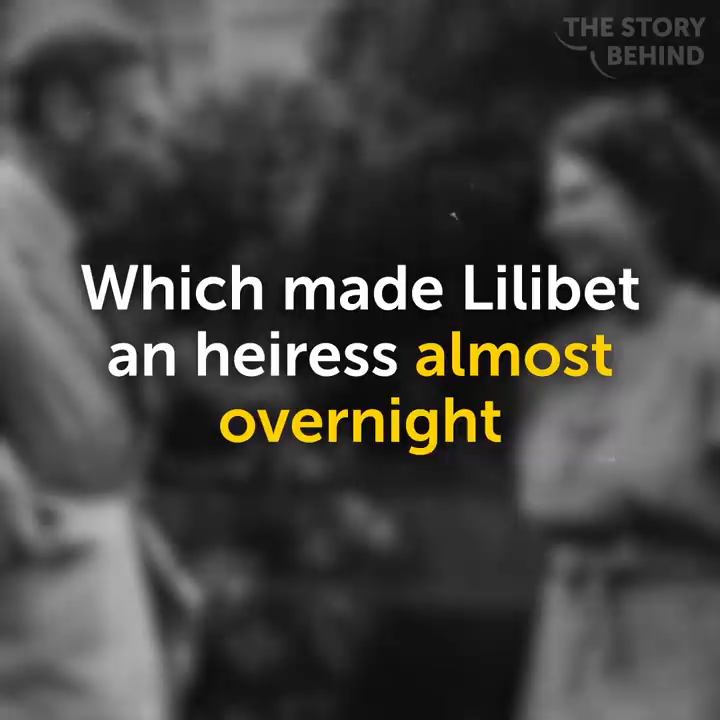 THE STORY
BEHIND
Which made Lilibet
an heiress almost
overnight